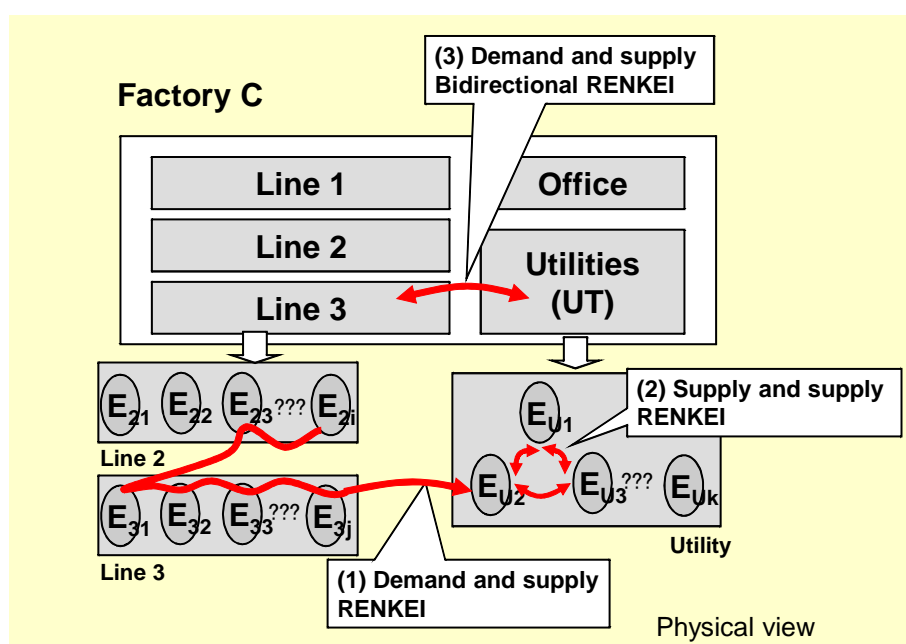 (3) Demand and supply
Bidirectional RENKEI
Factory C
Line 1
Office
Line 2
Utilities
(UT)
Line 3
E21 E22 E23 ??? E2i
Line 2
(2) Supply and supply
RENKEI
EU1
EU2 EU3 ??? EUk
Utility
E31 E32 E33 ??? E3j
Line 3
(1) Demand and supply
RENKEI
Physical view